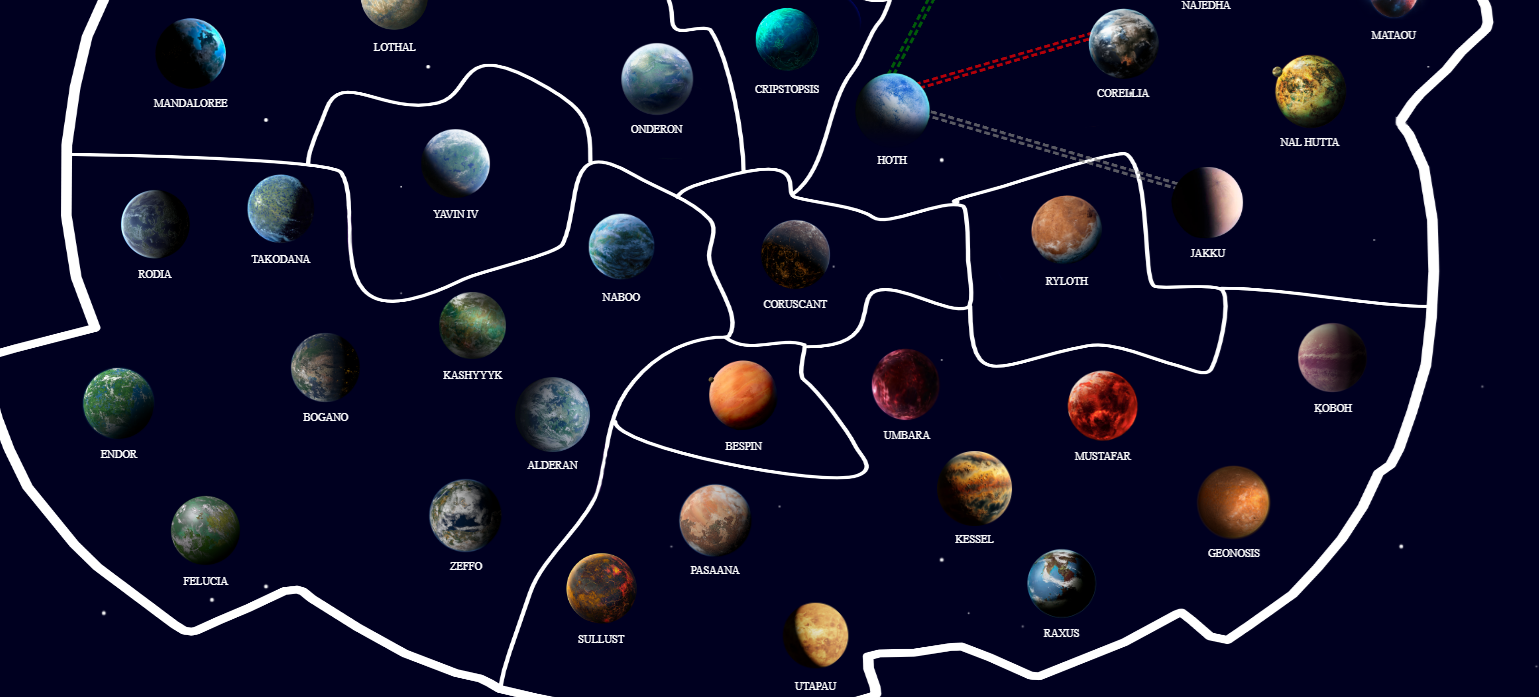 NAJEDHA
MATAOU
LOTHAL
CRIPSTOPSIS
CORELLIA
MANDALOREE
ONDERON
NAL HUTTA
HOTH
YAVIN IV
JAKKU
TAKODANA
RODIA
RYLOTH
NABOO
CORUSCANT
KASHYYYK
KOBOH
BOGANO
UMBARA
BESPIN
ENDOR
MUSTAFAR
ALDERAN
KESSEL
GEONOSIS
ZEFFO
PASAANA
FELUCIA
RAXUS
SULLUST
UTAPAU